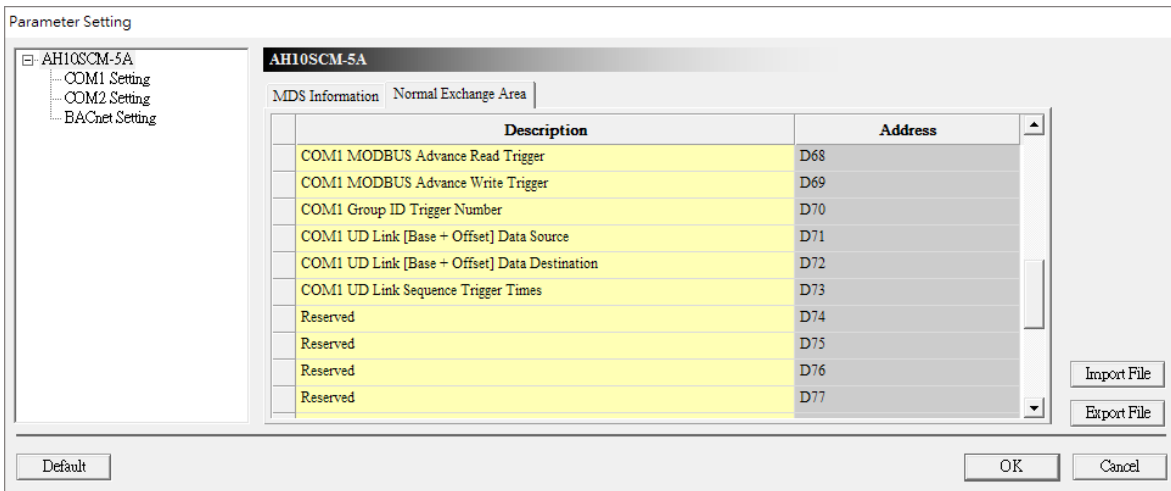 Parameter Setting
AH10SCM-5A
COM1 Setting
COM2 Setting
BACnet Setting
AH10SCM-5A
MDS Information Normal Exchange Area
Description Address
COM1 MODBUS Advance Read Trigger D68
COM1 MODBUS Advance Write Trigger D69
COM1 Group ID Trigger Number D70
COM1 UD Link [Base + Offset] Data Source D71
COM1 UD Link [Base + Offset] Data Destination D72
COM1 UD Link Sequence Trigger Times D73
Reserved D74
Reserved D75
Reserved D76
Reserved D77
Import File
Export File
Default OK Cancel